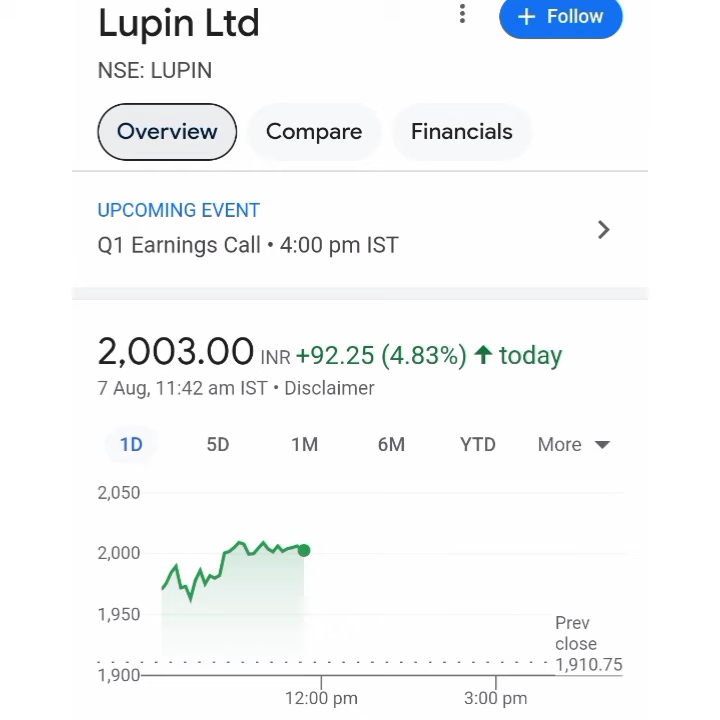 Lupin Ltd
+ Follow
NSE: LUPIN
Overview Compare Financials
UPCOMING EVENT
Q1 Earnings Call • 4:00 pm IST
2,003.00 INR +92.25 (4.83%) ↑ today
7 Aug, 11:42 am IST • Disclaimer
1D 5D 1M 6M YTD More
2,050
2,000
1,950
Prev
close
1,910.75
1,900
12:00 pm 3:00 pm